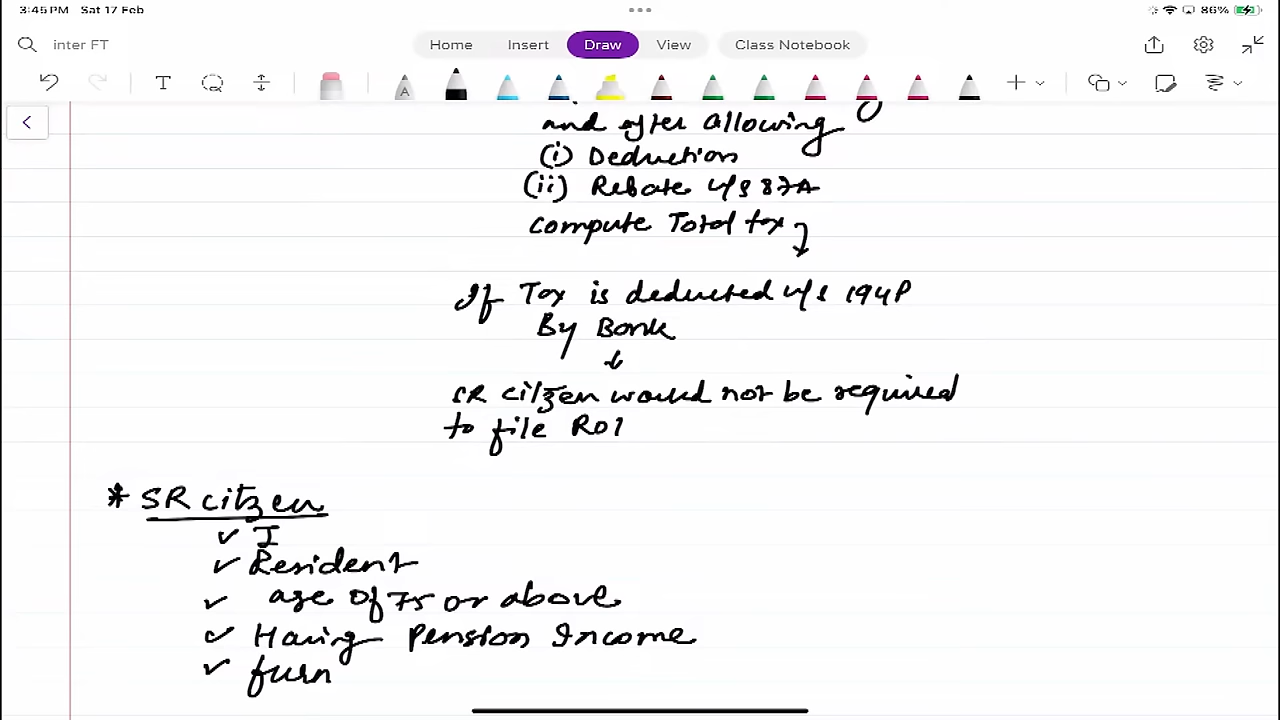 3:45 PM Sat 17 Feb
86%
inter FT
Home Insert Draw View Class Notebook
and after allowing
(i) Deduction
(ii) Rebate u/s 87A
compute Total tax
If Tax is deducted u/s 194P
By Bank
SR citzen would not be required
to file ROI
* SR citzen
✓ I
✓ Resident
✓ age of 75 or above
✓ Having Pension Income
✓ furn